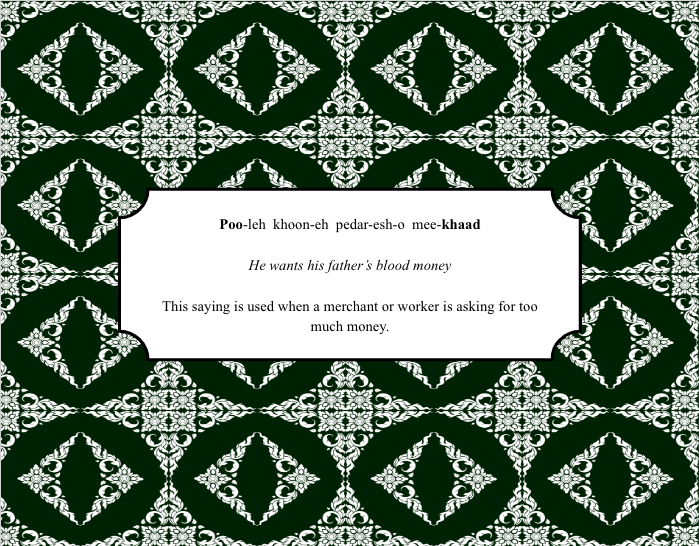 Poo-leh khoon-eh pedar-esh-o mee-khaad
He wants his father's blood money
This saying is used when a merchant or worker is asking for too
much money.